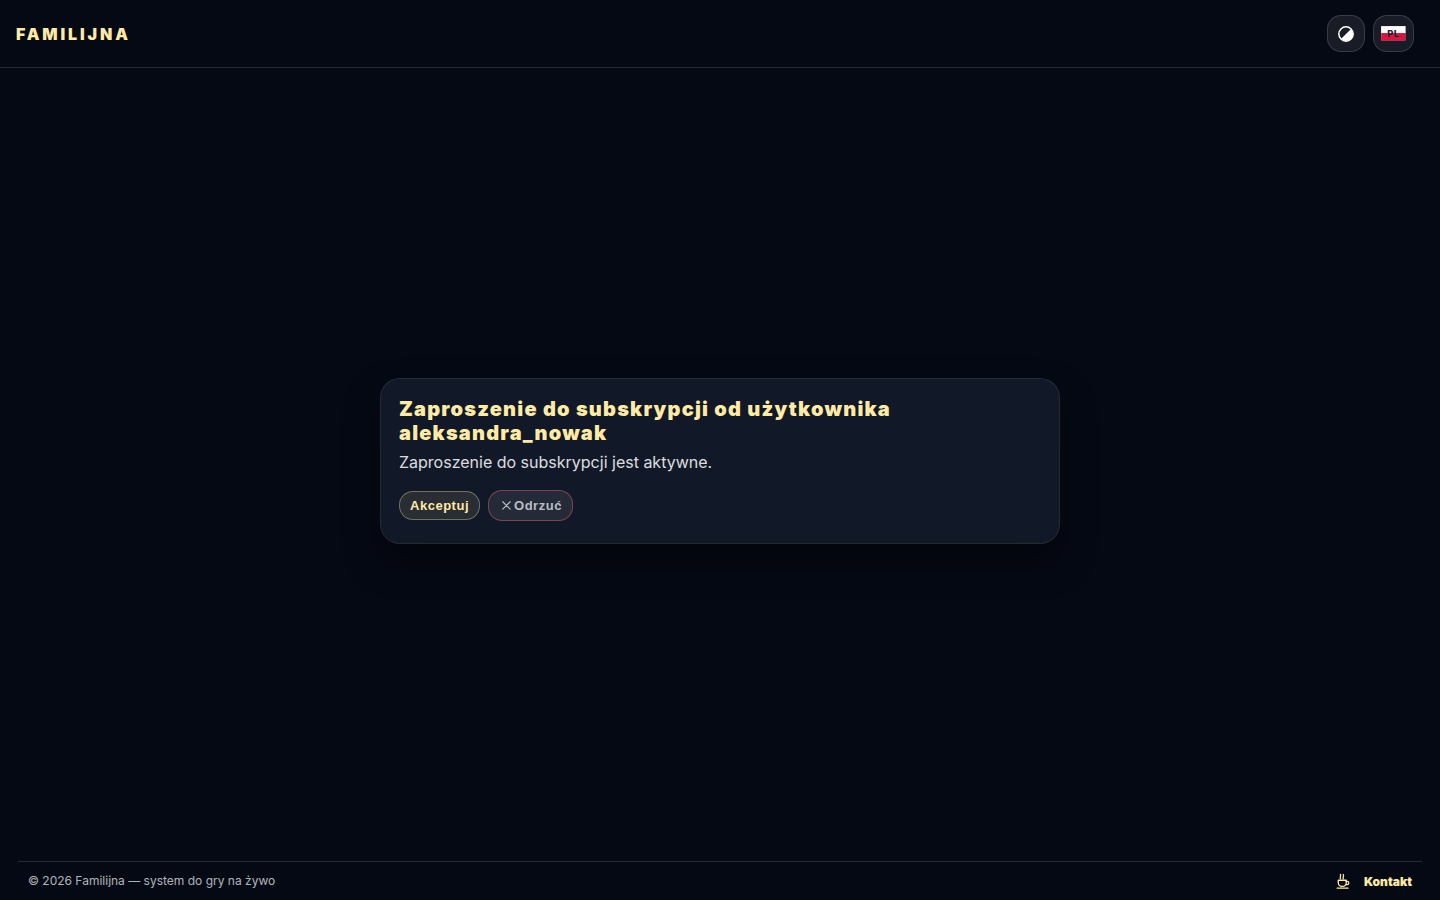 FAMILIJNA
PL
Zaproszenie do subskrypcji od użytkownika
aleksandra_nowak
Zaproszenie do subskrypcji jest aktywne.
Akceptuj
Odrzuć
© 2026 Familijna — system do gry na żywo
Kontakt